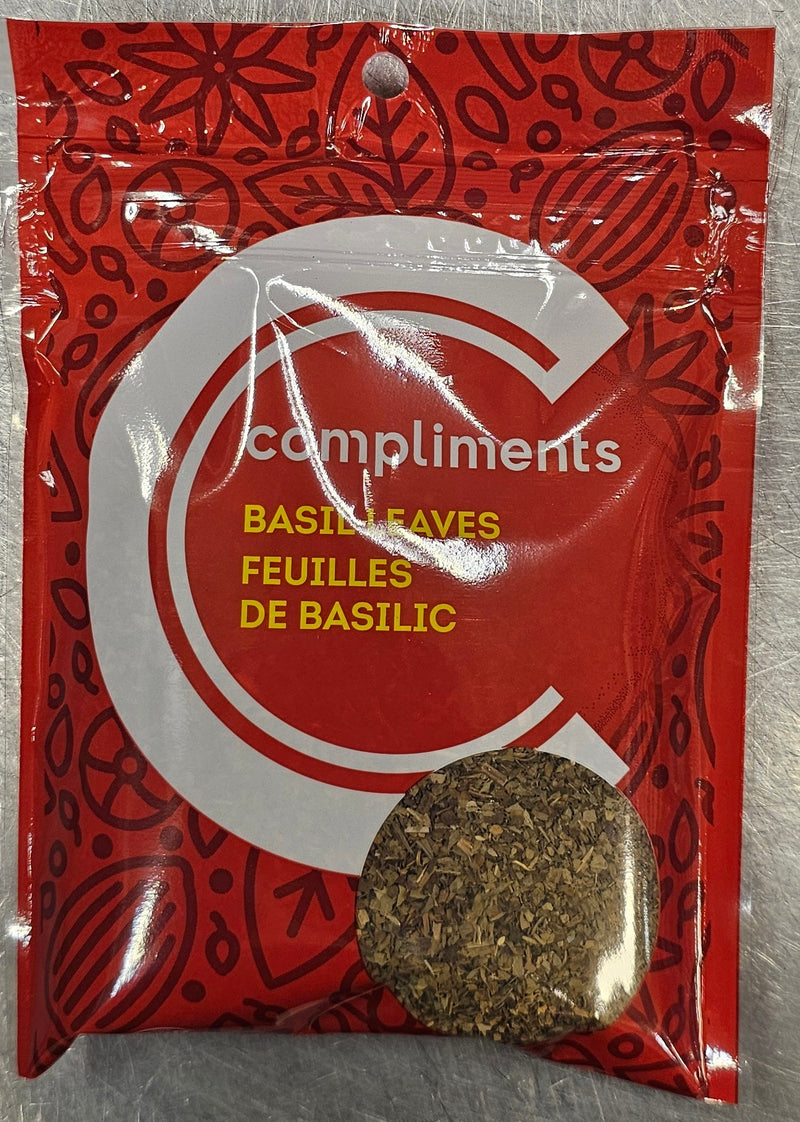 compliments
BASIL LEAVES
FEUILLES
DE BASILIC